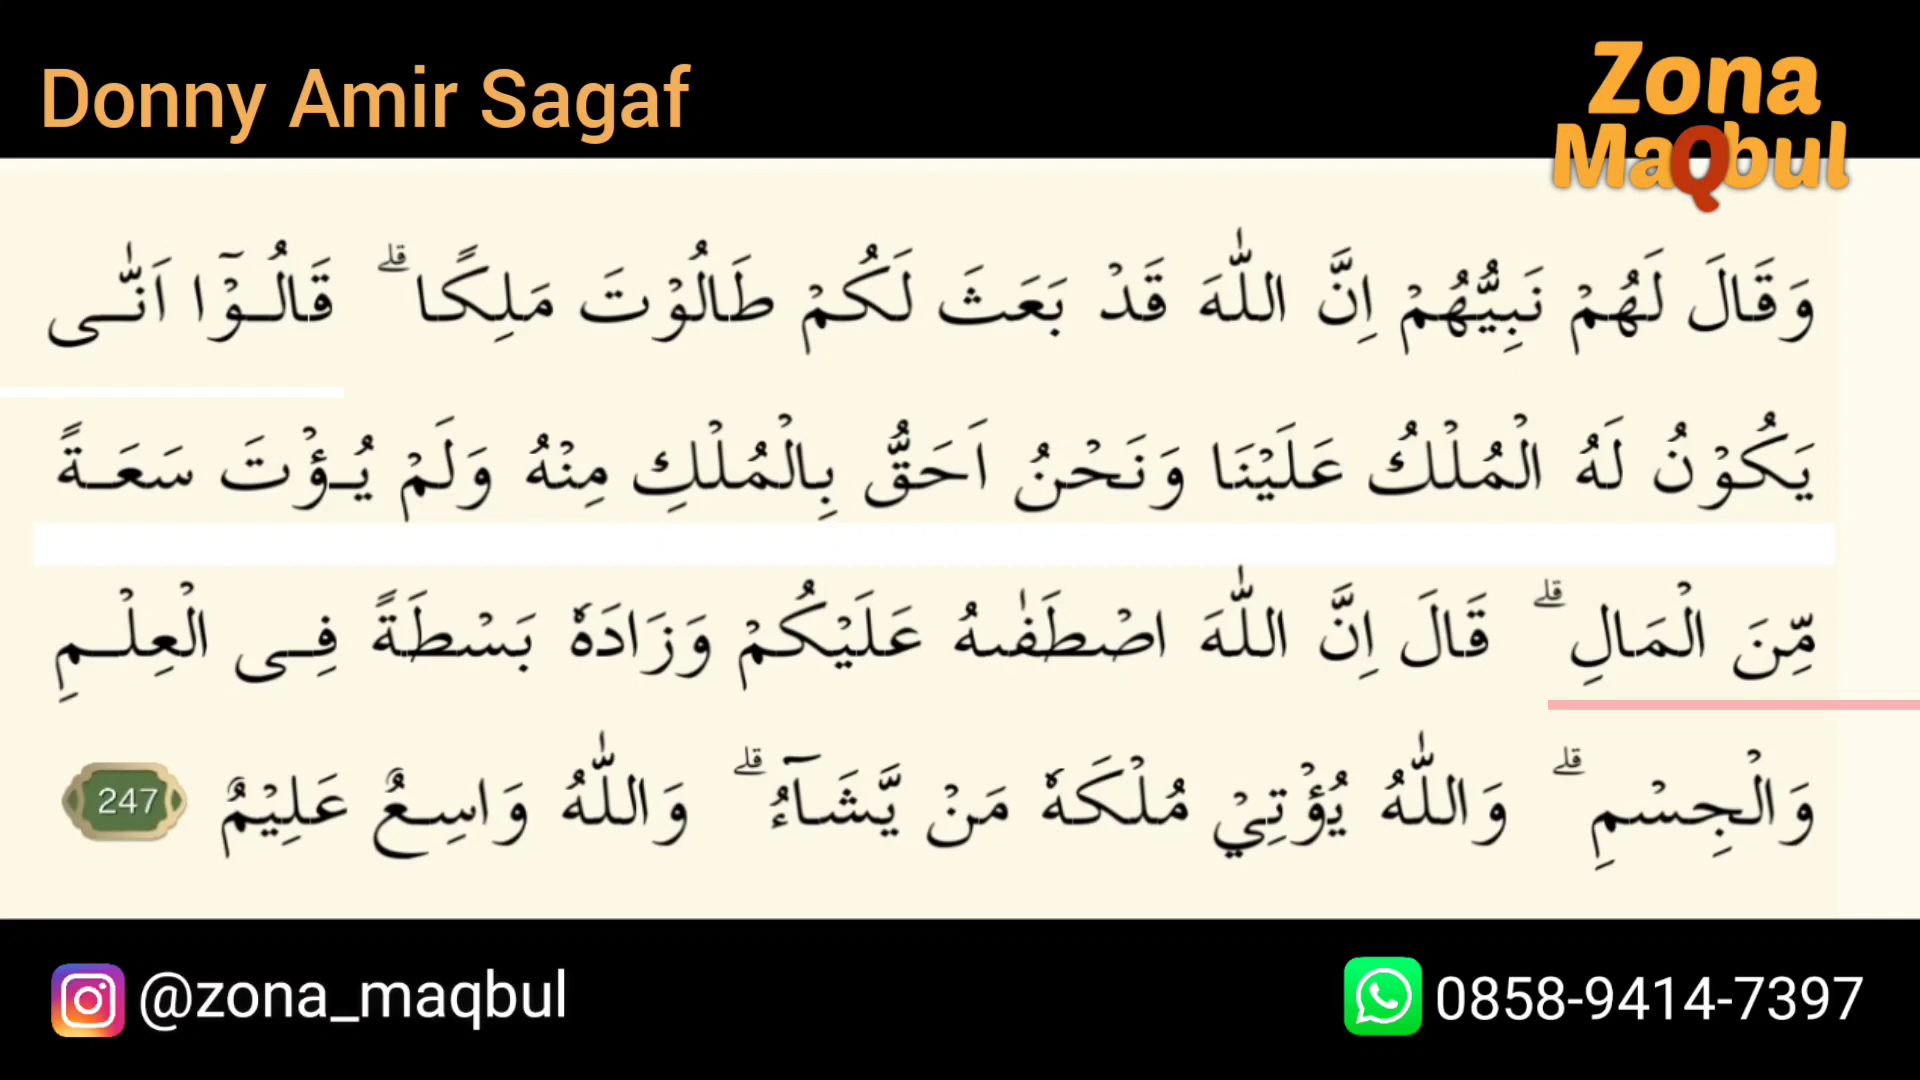 Donny Amir Sagaf
Zona
MaQbul
وَقَالَ لَهُمْ نَبِيُّهُمْ اِنَّ اللّٰهَ قَدْ بَعَثَ لَكُمْ طَالُوْتَ مَلِكًا ۗ قَالُوْٓا اَنّٰى
يَكُوْنُ لَهُ الْمُلْكُ عَلَيْنَا وَنَحْنُ اَحَقُّ بِالْمُلْكِ مِنْهُ وَلَمْ يُؤْتَ سَعَةً
مِّنَ الْمَالِ ۗ قَالَ اِنَّ اللّٰهَ اصْطَفٰىهُ عَلَيْكُمْ وَزَادَهٗ بَسْطَةً فِى الْعِلْمِ
وَالْجِسْمِ ۗ وَاللّٰهُ يُؤْتِيْ مُلْكَهٗ مَنْ يَّشَاۤءُ ۗ وَاللّٰهُ وَاسِعٌ عَلِيْمٌ 247
@zona_maqbul
0858-9414-7397